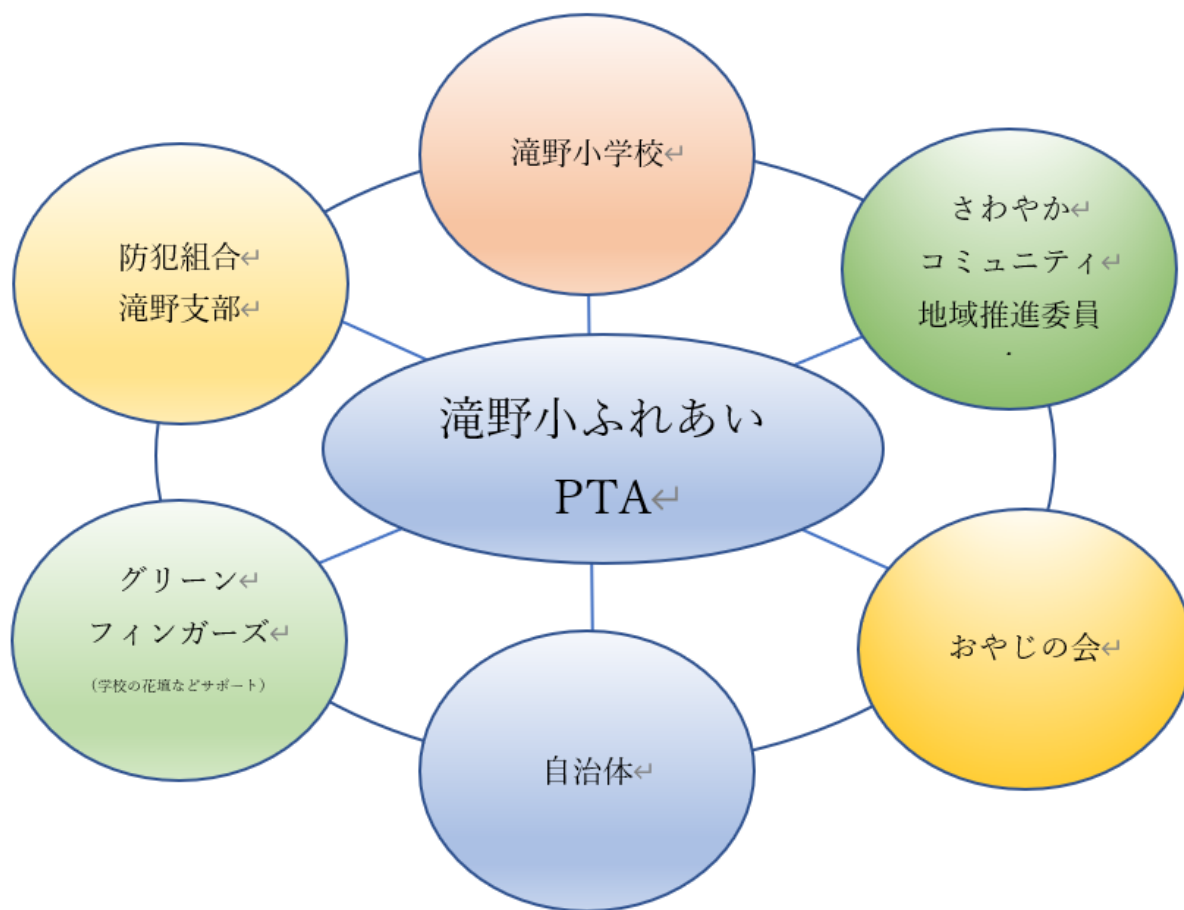 滝野小学校
さわやか
コミュニティ
地域推進委員
防犯組合
滝野支部
滝野小ふれあい
PTA
グリーン
フィンガーズ
（学校の花壇などサポート）
おやじの会
自治体